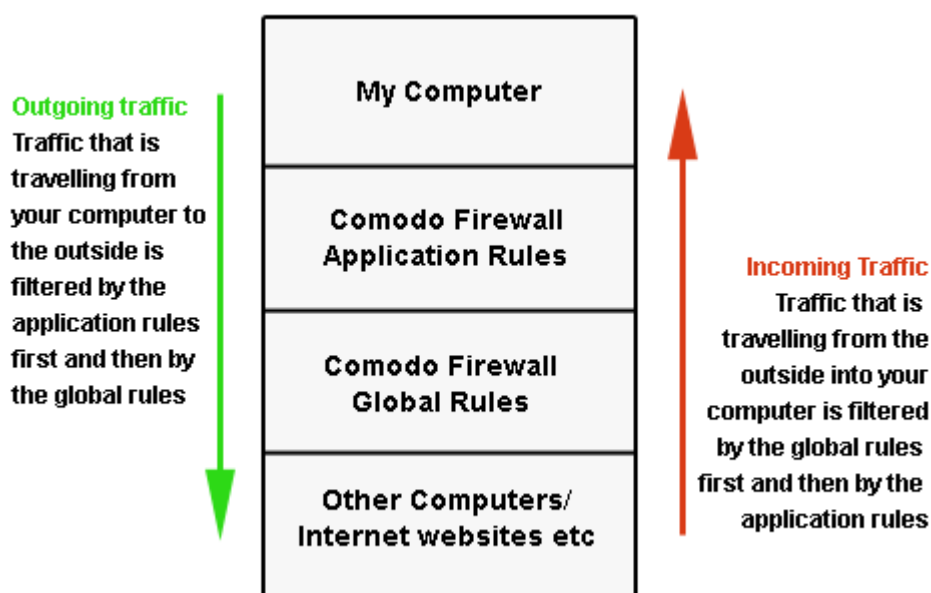 Outgoing traffic
Traffic that is
travelling from
your computer to
the outside is
filtered by the
application rules
first and then by
the global rules
My Computer
Comodo Firewall
Application Rules
Comodo Firewall
Global Rules
Other Computers/
Internet websites etc
Incoming Traffic
Traffic that is
travelling from the
outside into your
computer is filtered
by the global rules
first and then by the
application rules